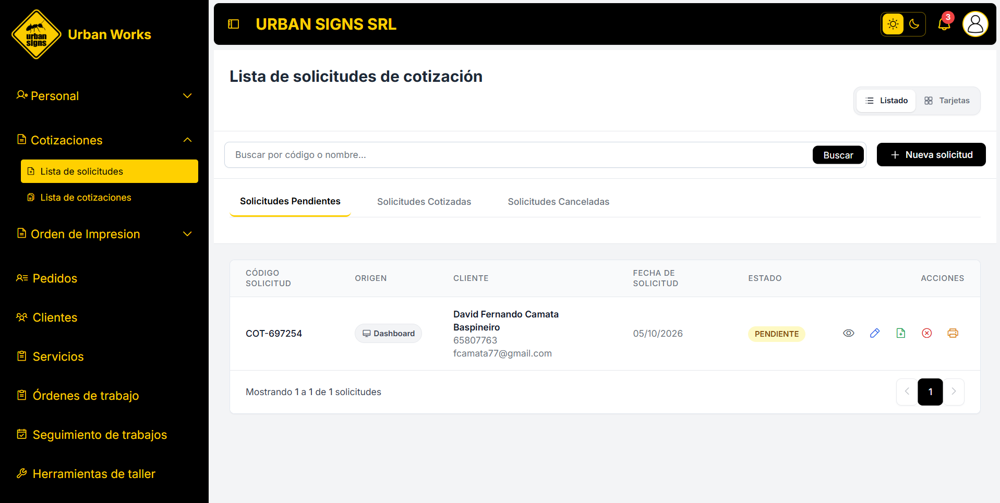 urban
signs
Urban Works
Personal
Cotizaciones
Lista de solicitudes
Lista de cotizaciones
Orden de Impresion
Pedidos
Clientes
Servicios
Órdenes de trabajo
Seguimiento de trabajos
Herramientas de taller
URBAN SIGNS SRL
3
Lista de solicitudes de cotización
Listado
Tarjetas
Buscar por código o nombre...
Buscar
Nueva solicitud
Solicitudes Pendientes
Solicitudes Cotizadas
Solicitudes Canceladas
CÓDIGO
SOLICITUD
ORIGEN
CLIENTE
FECHA DE
SOLICITUD
ESTADO
ACCIONES
COT-697254
Dashboard
David Fernando Camata
Baspineiro
65807763
fcamata77@gmail.com
05/10/2026
PENDIENTE
Mostrando 1 a 1 de 1 solicitudes
1